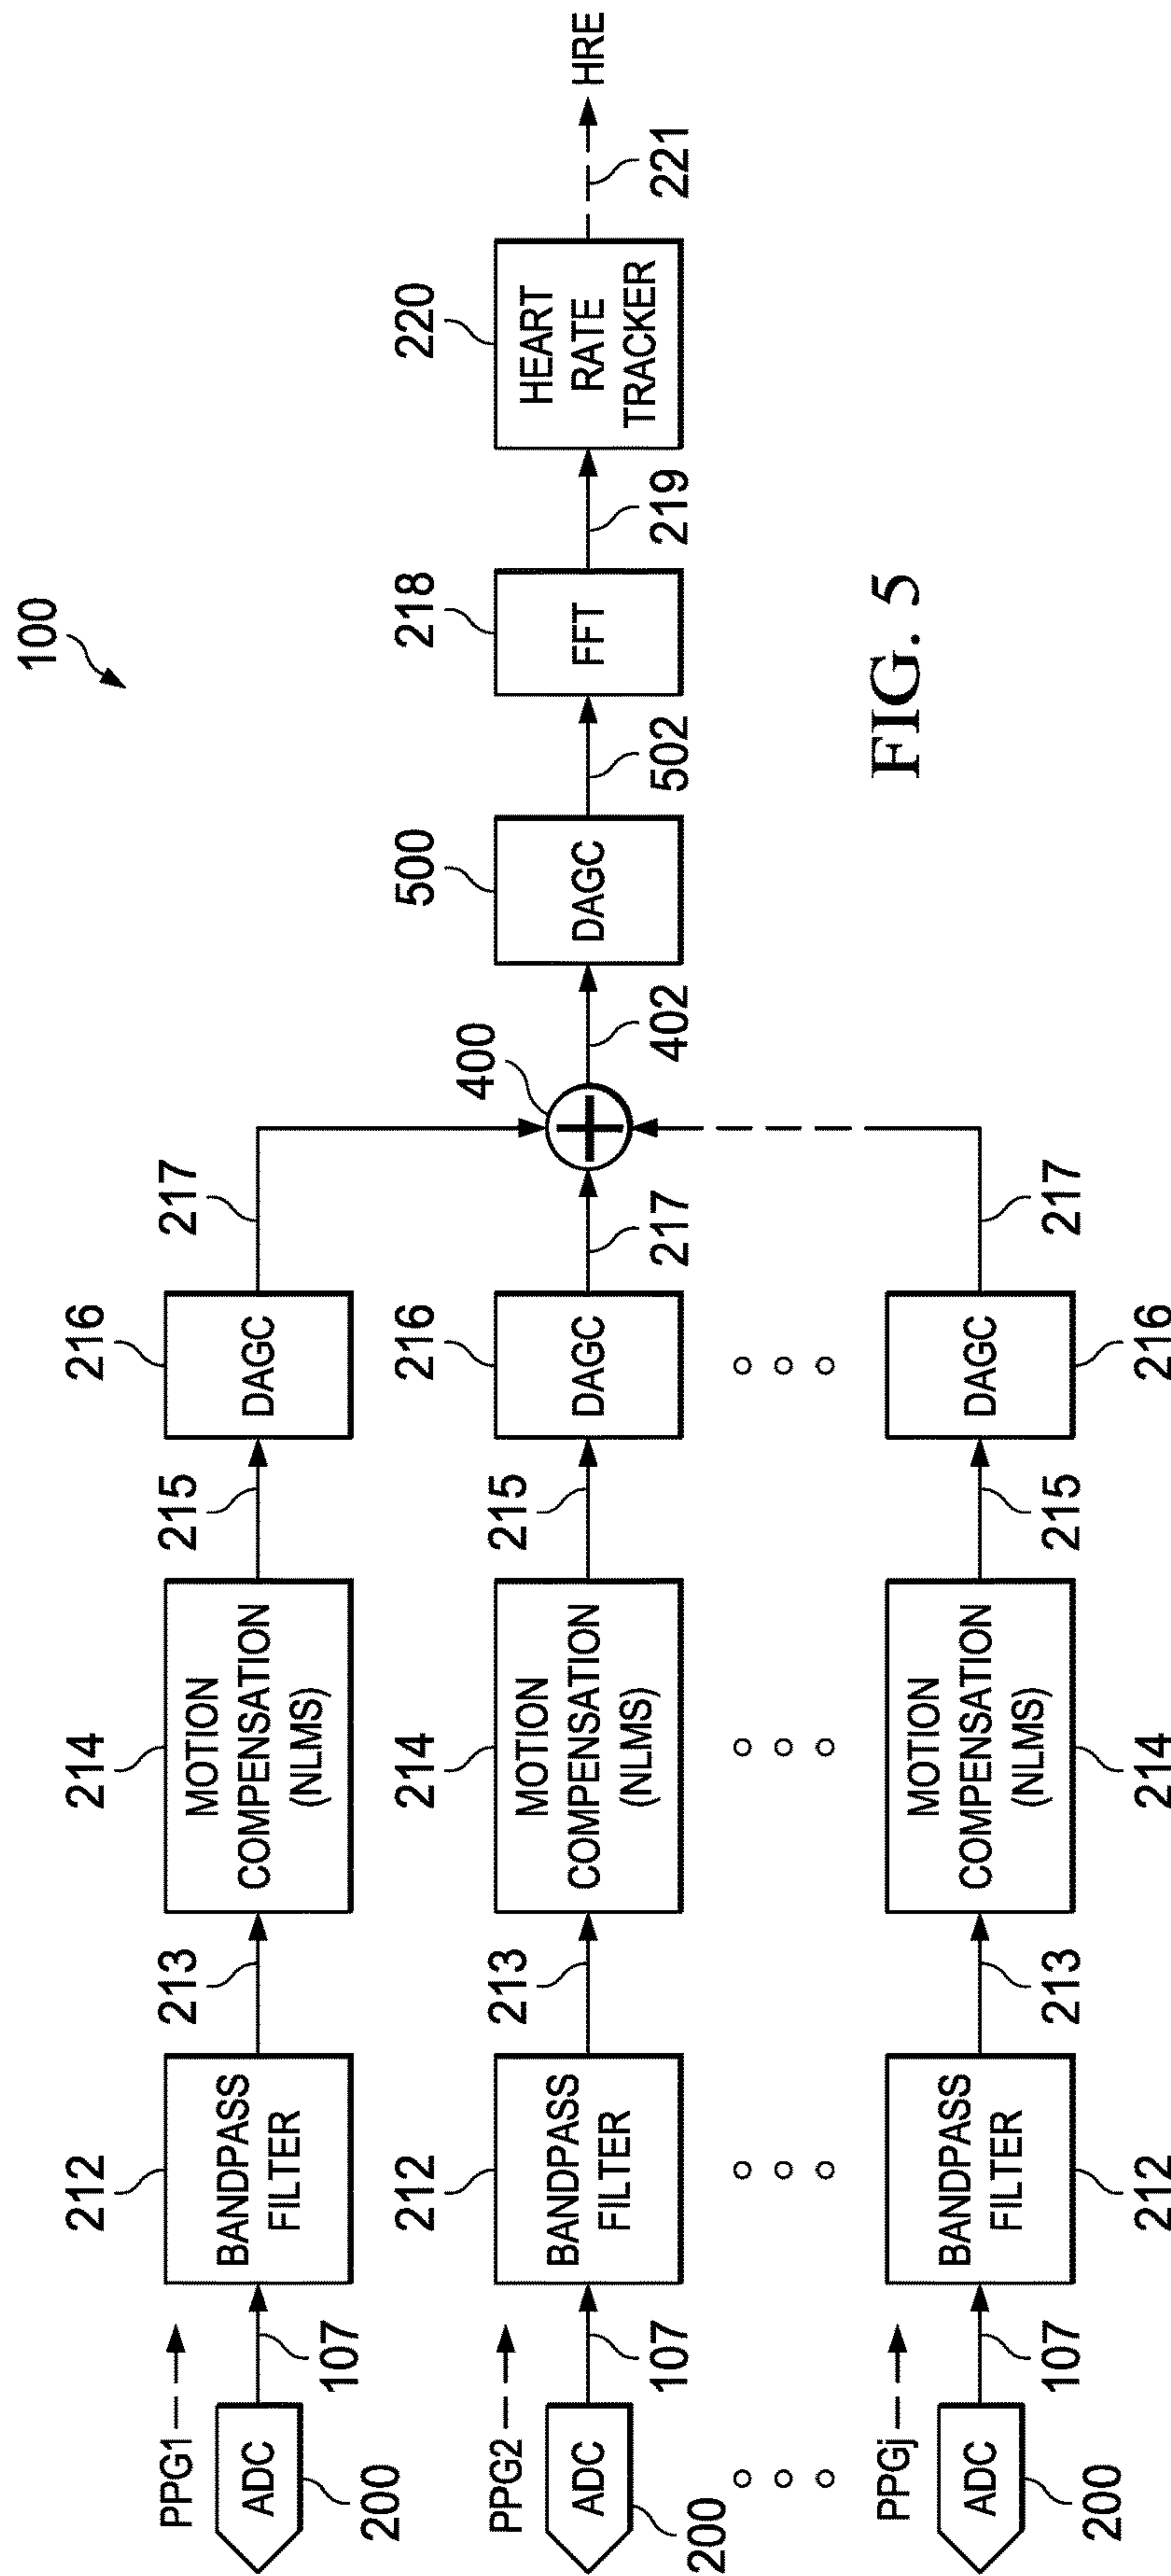 100
PPG1
ADC
200
107
212
BANDPASS
FILTER
213
214
MOTION
COMPENSATION
(NLMS)
215
216
DAGC
217
PPG2
ADC
200
107
212
BANDPASS
FILTER
213
214
MOTION
COMPENSATION
(NLMS)
215
216
DAGC
217
400
402
500
DAGC
502
218
FFT
219
220
HEART
RATE
TRACKER
221
HRE
PPGj
ADC
200
107
212
BANDPASS
FILTER
213
214
MOTION
COMPENSATION
(NLMS)
215
216
DAGC
217
FIG. 5